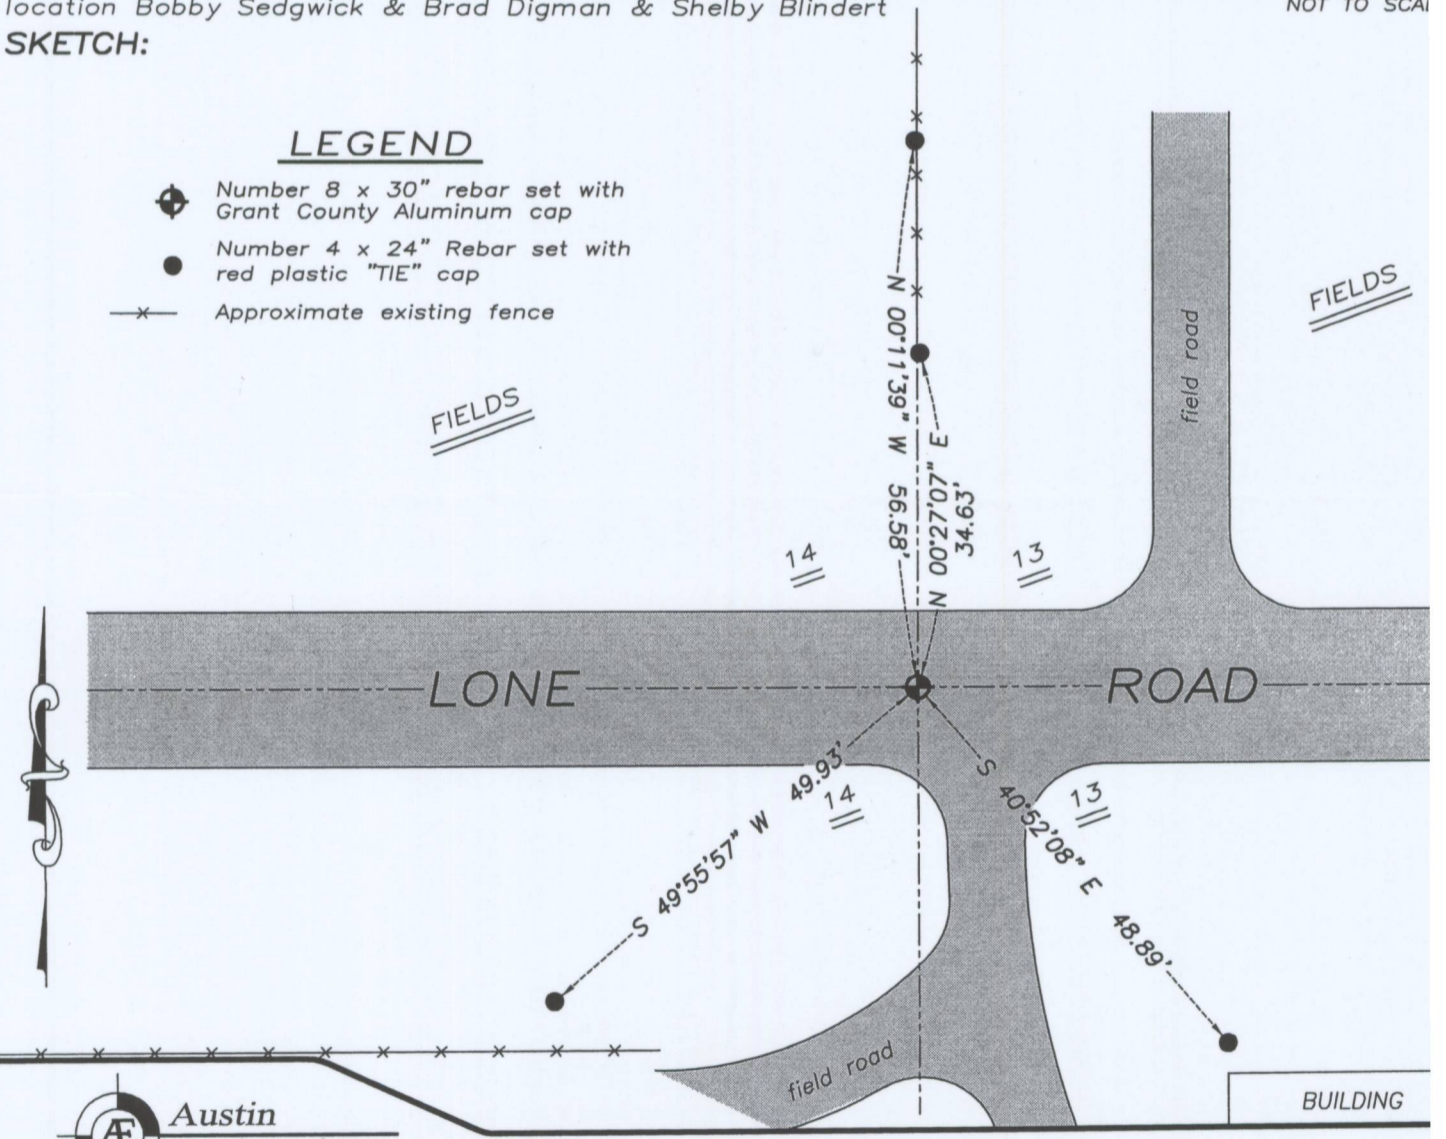 location Bobby Sedgwick & Brad Digman & Shelby Blindert
NOT TO
SKETCH:
LEGEND
Number 8 x 30" rebar set with
Grant County Aluminum cap
Number 4 x 24" Rebar set with
red plastic "TIE" cap
Approximate existing fence
FIELDS
FIELDS
field road
N 00°11'39" W 56.58'
N 00°27'07" E
34.63'
14
13
LONE ROAD
S 49°55'57" W 49.93'
14
S 40°52'08" E 48.89'
13
field road
BUILDING
Austin